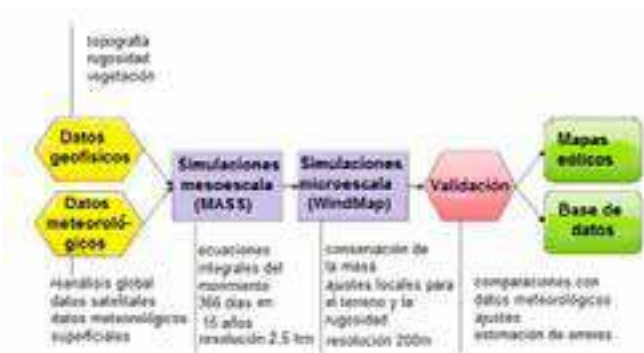 topografía
rugosidad
vegetación
Datos
geofísicos
Datos
meteoroló-
gicos
reanálisis global
datos satelitales
datos meteorológicos
superficiales
Simulaciones
mesoescala
(MASS)
ecuaciones
integrales del
movimiento
366 días en
15 años
resolución 2,5 km
Simulaciones
microescala
(WindMap)
conservación de
la masa
ajustes locales para
el terreno y la
rugosidad
resolución 200m
Validación
comparaciones con
datos meteorológicos
ajustes
estimación de errores
Mapas
eólicos
Base de
datos